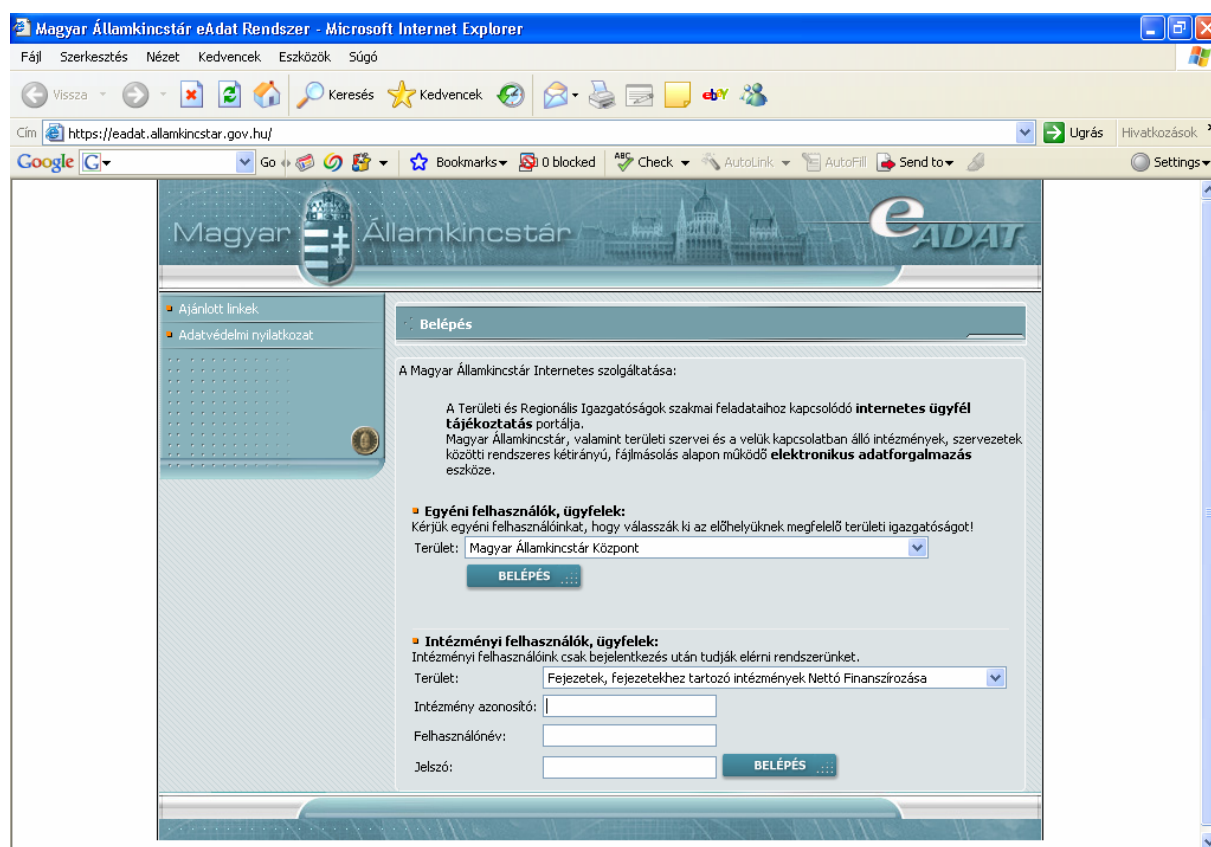 Magyar Államkincstár eAdat Rendszer - Microsoft Internet Explorer
Fájl Szerkesztés Nézet Kedvencek Eszközök Súgó
Vissza Keresés Kedvencek ebY
Cím https://eadat.allamkincstar.gov.hu/ Ugrás Hivatkozások »
Google G Go Bookmarks 0 blocked ABC Check AutoLink AutoFill Send to Settings
Magyar Államkincstár eADAT
Ajánlott linkek
Adatvédelmi nyilatkozat
Belépés
A Magyar Államkincstár Internetes szolgáltatása:
A Területi és Regionális Igazgatóságok szakmai feladataihoz kapcsolódó internetes ügyfél
tájékoztatás portálja.
Magyar Államkincstár, valamint területi szervei és a velük kapcsolatban álló intézmények, szervezetek
közötti rendszeres kétirányú, fájlmásolás alapon működő elektronikus adatforgalmazás
eszköze.
Egyéni felhasználók, ügyfelek:
Kérjük egyéni felhasználóinkat, hogy válasszák ki az előhelyüknek megfelelő területi igazgatóságot!
Terület: Magyar Államkincstár Központ
BELÉPÉS
Intézményi felhasználók, ügyfelek:
Intézményi felhasználóink csak bejelentkezés után tudják elérni rendszerünket.
Terület: Fejezetek, fejezetekhez tartozó intézmények Nettó Finanszírozása
Intézmény azonosító:
Felhasználónév:
Jelszó: BELÉPÉS